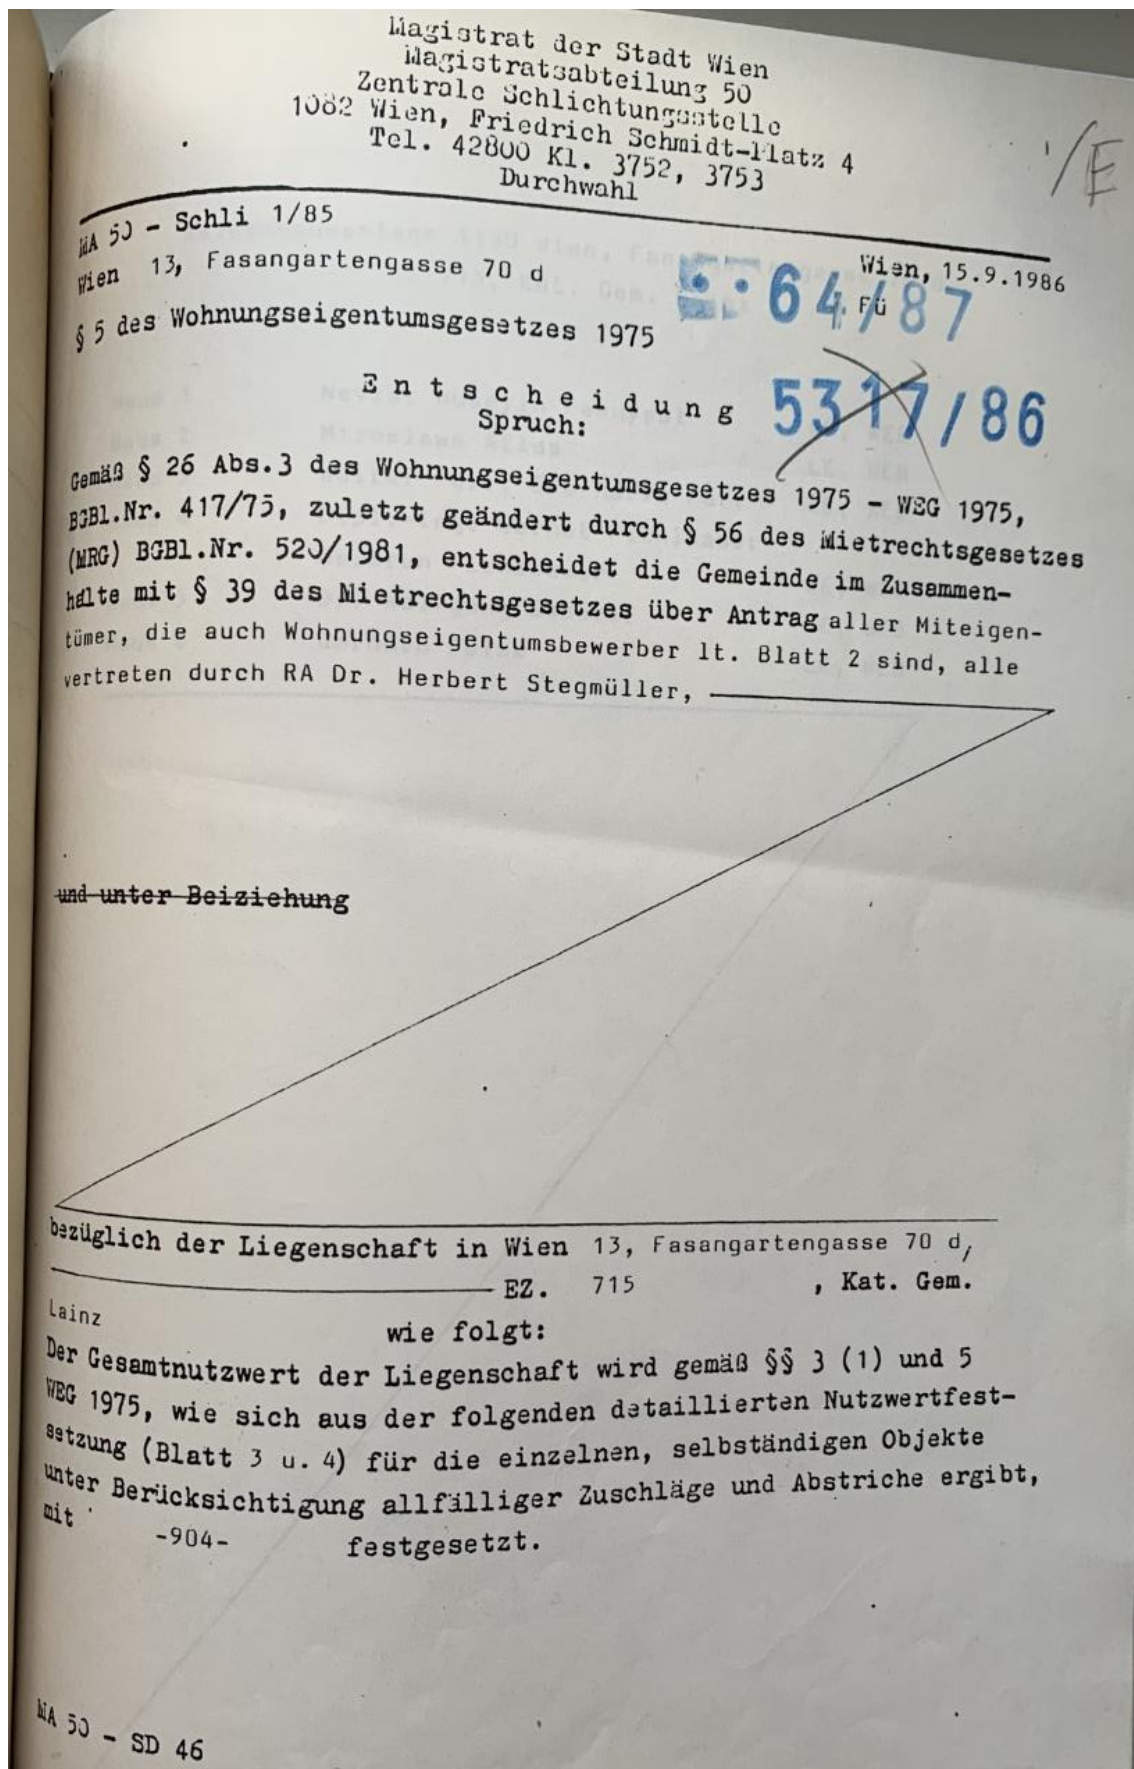 Magistrat der Stadt Wien
Magistratsabteilung 50
Zentrale Schlichtungsstelle
1082 Wien, Friedrich Schmidt-Platz 4
Tel. 42800 Kl. 3752, 3753
Durchwahl
1/E
MA 50 - Schli 1/85
Wien 13, Fasangartengasse 70 d
Wien, 15.9.1986
Fü
64/87
§ 5 des Wohnungseigentumsgesetzes 1975
5317/86
Entscheidung
Spruch:
Gemäß § 26 Abs.3 des Wohnungseigentumsgesetzes 1975 - WEG 1975,
BGBl.Nr. 417/75, zuletzt geändert durch § 56 des Mietrechtsgesetzes
(MRG) BGBl.Nr. 520/1981, entscheidet die Gemeinde im Zusammen-
halte mit § 39 des Mietrechtsgesetzes über Antrag aller Miteigen-
tümer, die auch Wohnungseigentumsbewerber lt. Blatt 2 sind, alle
vertreten durch RA Dr. Herbert Stegmüller,
und unter Beiziehung
bezüglich der Liegenschaft in Wien 13, Fasangartengasse 70 d,
EZ. 715 , Kat. Gem.
Lainz
wie folgt:
Der Gesamtnutzwert der Liegenschaft wird gemäß §§ 3 (1) und 5
WEG 1975, wie sich aus der folgenden detaillierten Nutzwertfest-
setzung (Blatt 3 u. 4) für die einzelnen, selbständigen Objekte
unter Berücksichtigung allfälliger Zuschläge und Abstriche ergibt,
mit -904- festgesetzt.
MA 50 - SD 46